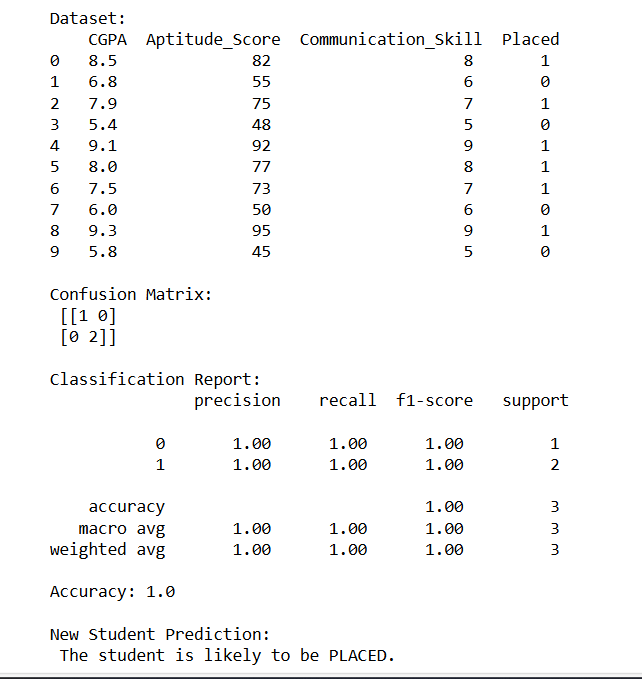 Dataset:
CGPA Aptitude_Score Communication_Skill Placed
0 8.5 82 8 1
1 6.8 55 6 0
2 7.9 75 7 1
3 5.4 48 5 0
4 9.1 92 9 1
5 8.0 77 8 1
6 7.5 73 7 1
7 6.0 50 6 0
8 9.3 95 9 1
9 5.8 45 5 0
Confusion Matrix:
[[1 0]
[0 2]]
Classification Report:
precision recall f1-score support
0 1.00 1.00 1.00 1
1 1.00 1.00 1.00 2
accuracy 1.00 3
macro avg 1.00 1.00 1.00 3
weighted avg 1.00 1.00 1.00 3
Accuracy: 1.0
New Student Prediction:
The student is likely to be PLACED.